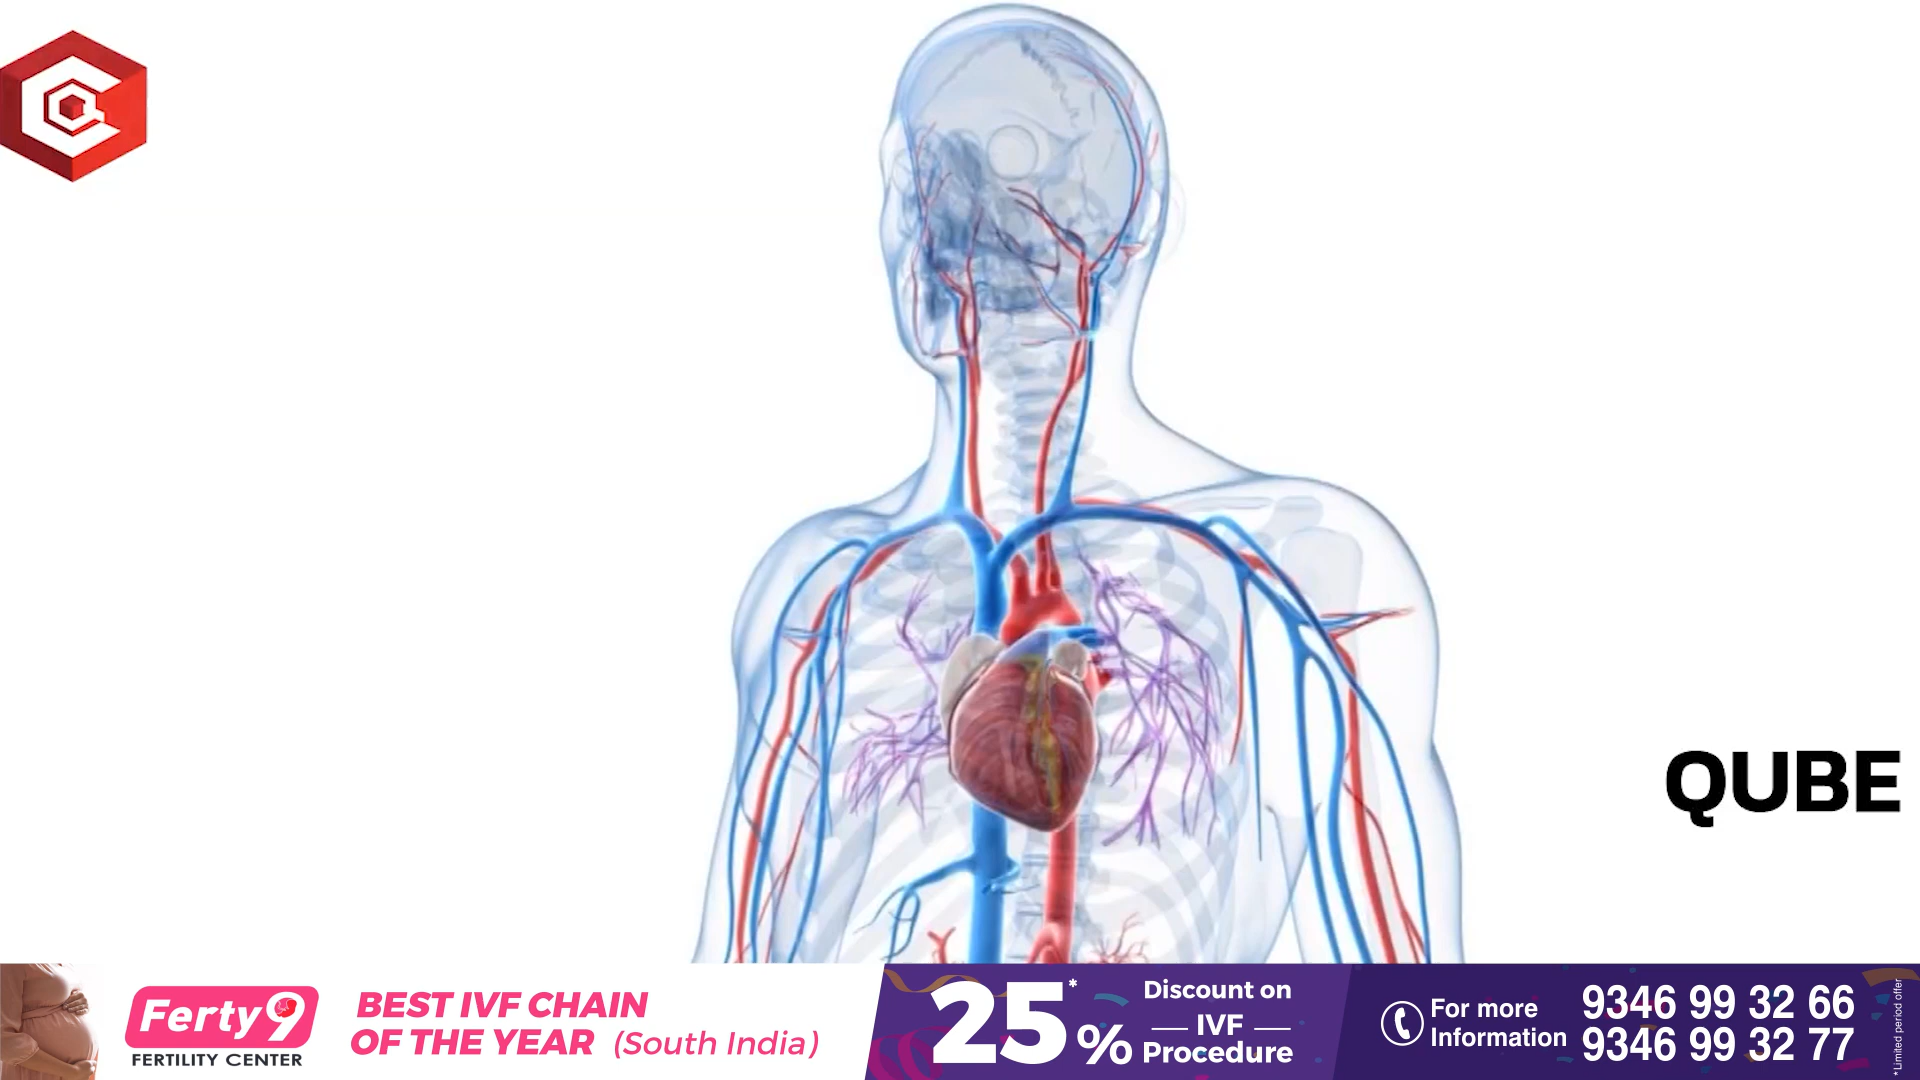 QUBE
Ferty9
FERTILITY CENTER
BEST IVF CHAIN
OF THE YEAR (South India)
25%*
Discount on
IVF
Procedure
For more
Information
9346 99 32 66
9346 99 32 77
*Limited period offer